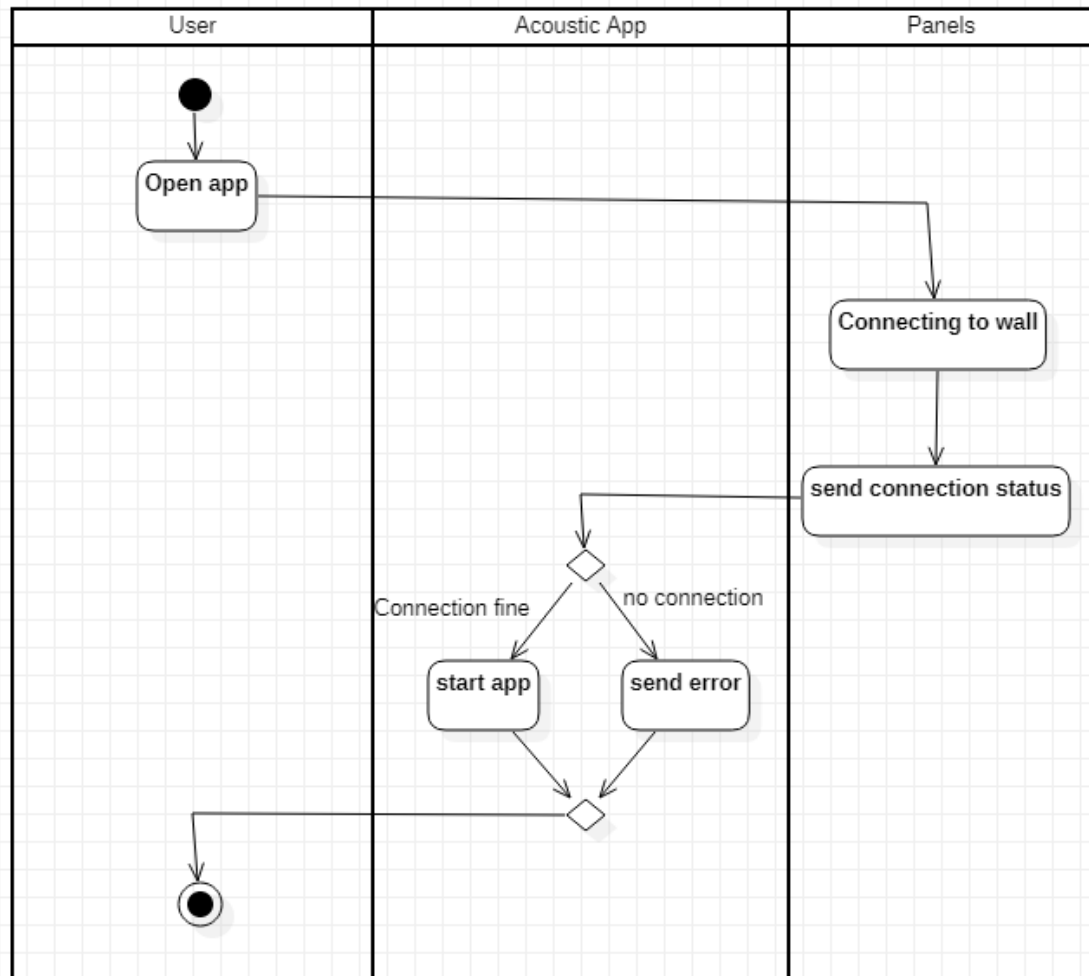 User
Acoustic App
Panels
Open app
Connecting to wall
send connection status
Connection fine
no connection
start app
send error